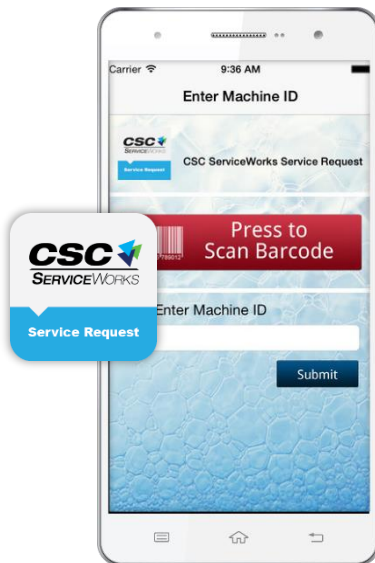 Carrier 9:36 AM
Enter Machine ID
CSC
SERVICEWORKS
Service Request
CSC ServiceWorks Service Request
Press to
Scan Barcode
789012
Enter Machine ID
Submit
CSC
SERVICEWORKS
Service Request